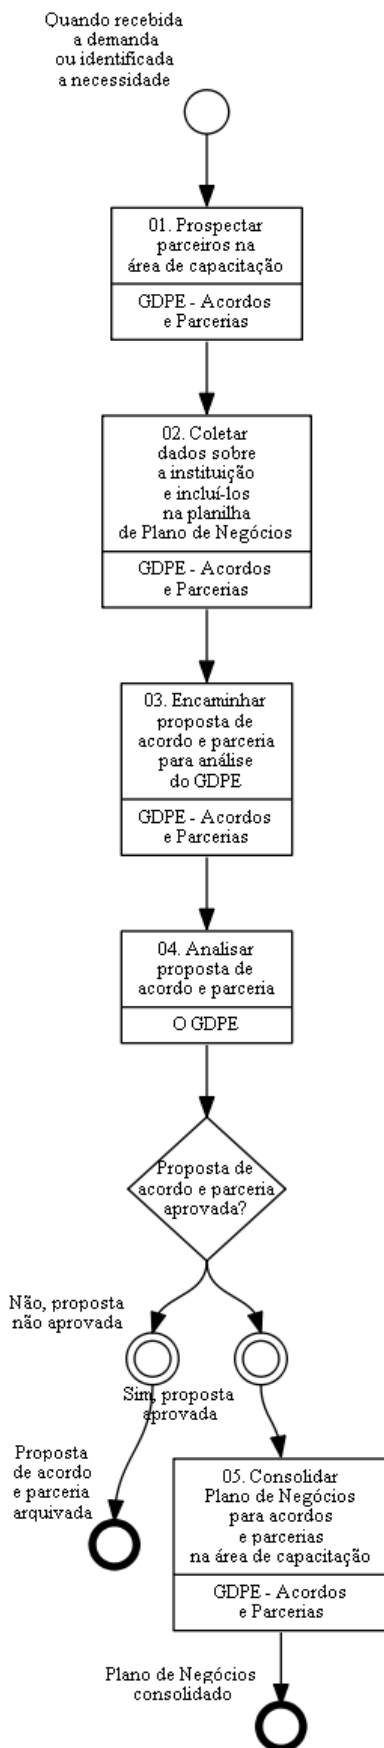 Quando recebida
a demanda
ou identificada
a necessidade
01. Prospectar
parceiros na
área de capacitação
GDPE - Acordos
e Parcerias
02. Coletar
dados sobre
a instituição
e incluí-los
na planilha
de Plano de Negócios
GDPE - Acordos
e Parcerias
03. Encaminhar
proposta de
acordo e parceria
para análise
do GDPE
GDPE - Acordos
e Parcerias
04. Analisar
proposta de
acordo e parceria
O GDPE
Proposta de
acordo e parceria
aprovada?
Não, proposta
não aprovada
Sim, proposta
aprovada
Proposta
de acordo
e parceria
arquivada
05. Consolidar
Plano de Negócios
para acordos
e parcerias
na área de capacitação
GDPE - Acordos
e Parcerias
Plano de Negócios
consolidado